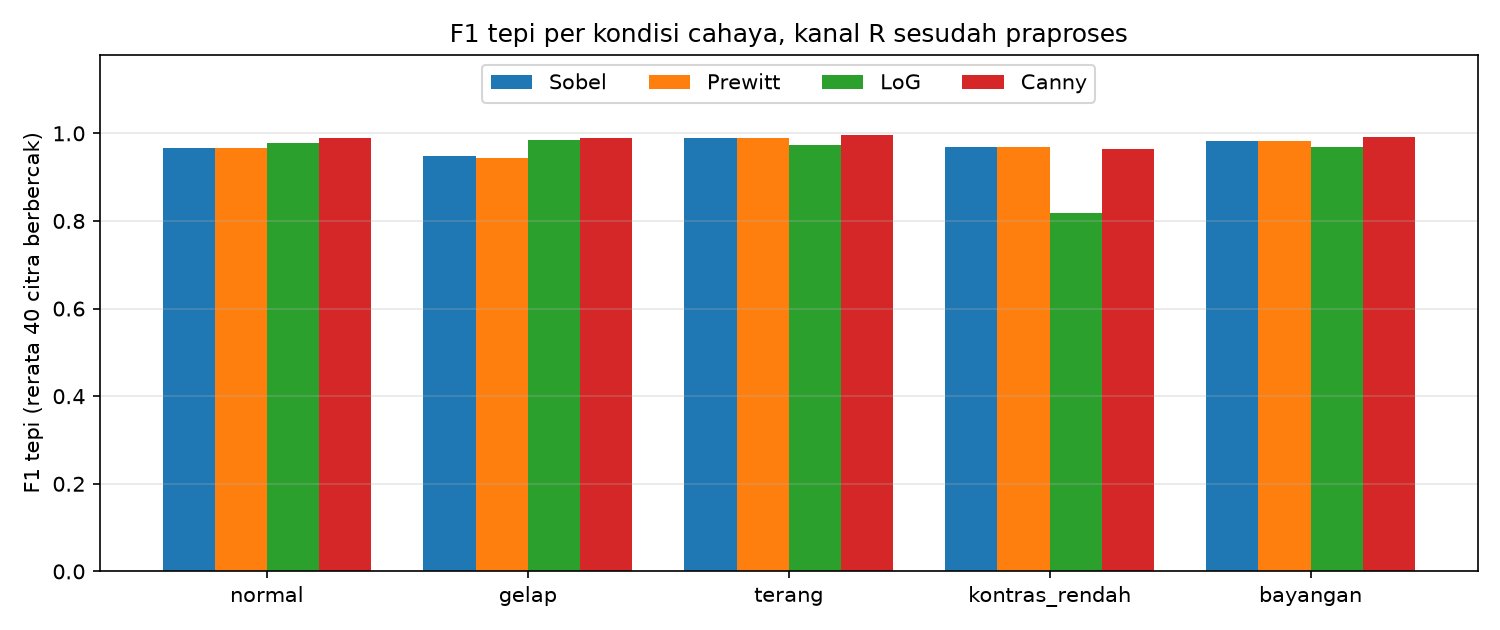 F1 tepi per kondisi cahaya, kanal R sesudah praproses
Sobel Prewitt LoG Canny
F1 tepi (rerata 40 citra berbercak)
1.0
0.8
0.6
0.4
0.2
0.0
normal gelap terang kontras_rendah bayangan